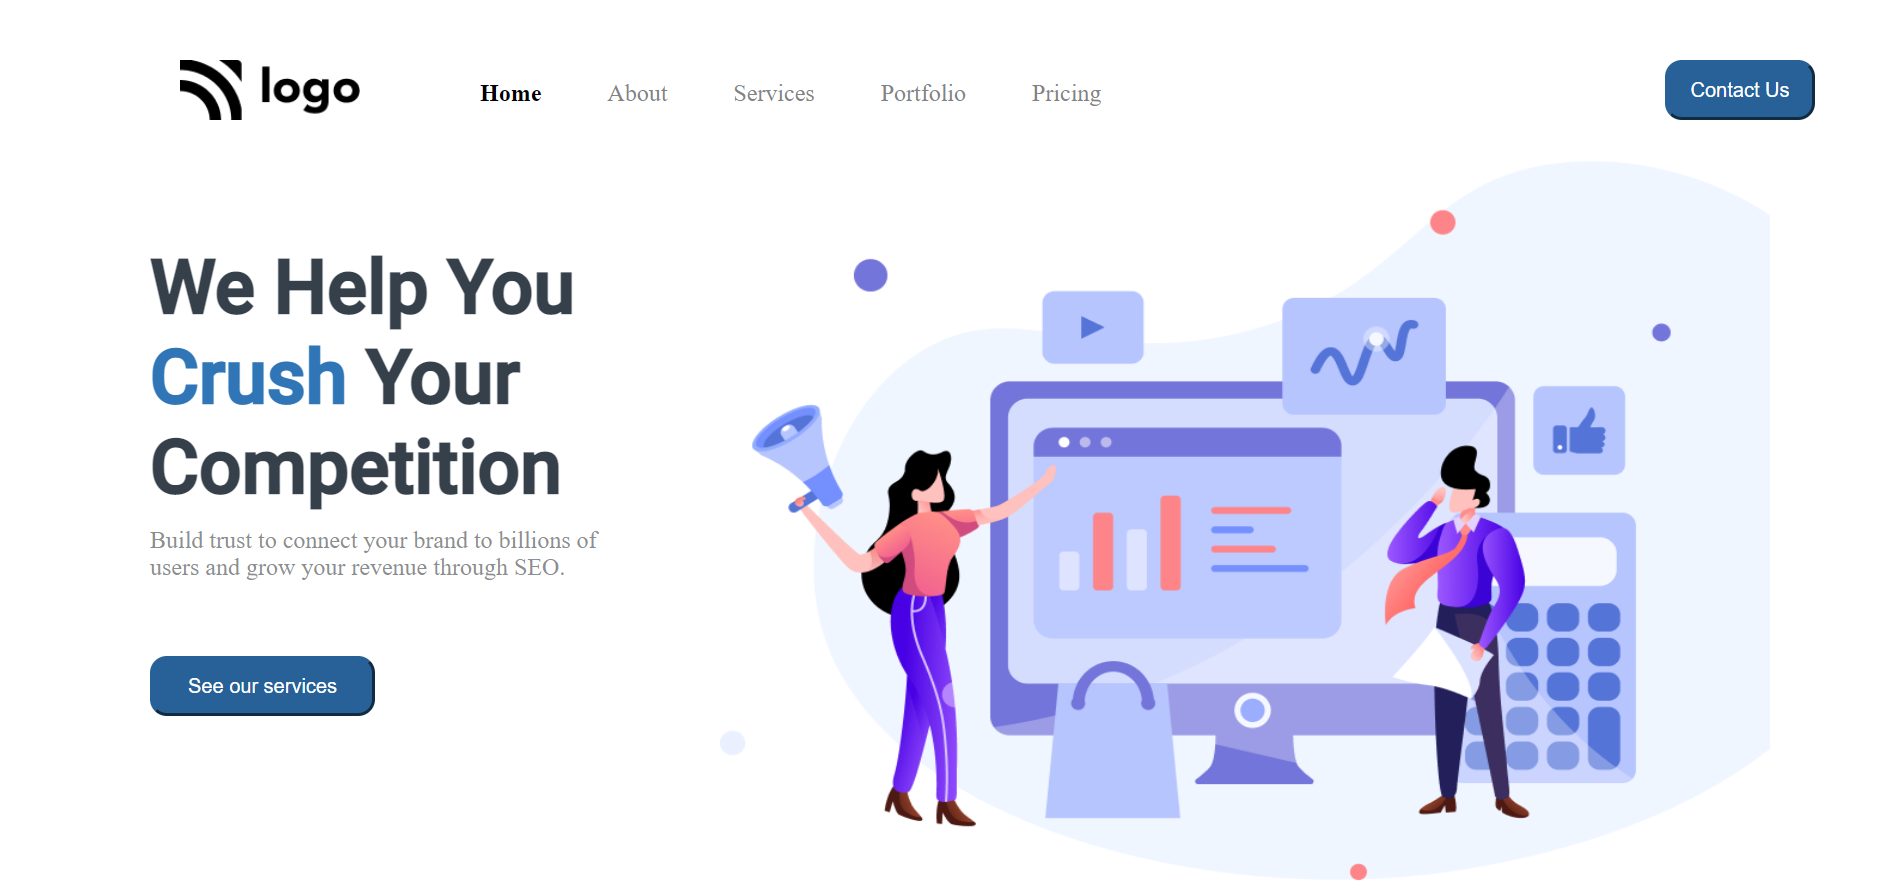 logo
Home About Services Portfolio Pricing
Contact Us
We Help You
Crush Your
Competition
Build trust to connect your brand to billions of
users and grow your revenue through SEO.
See our services